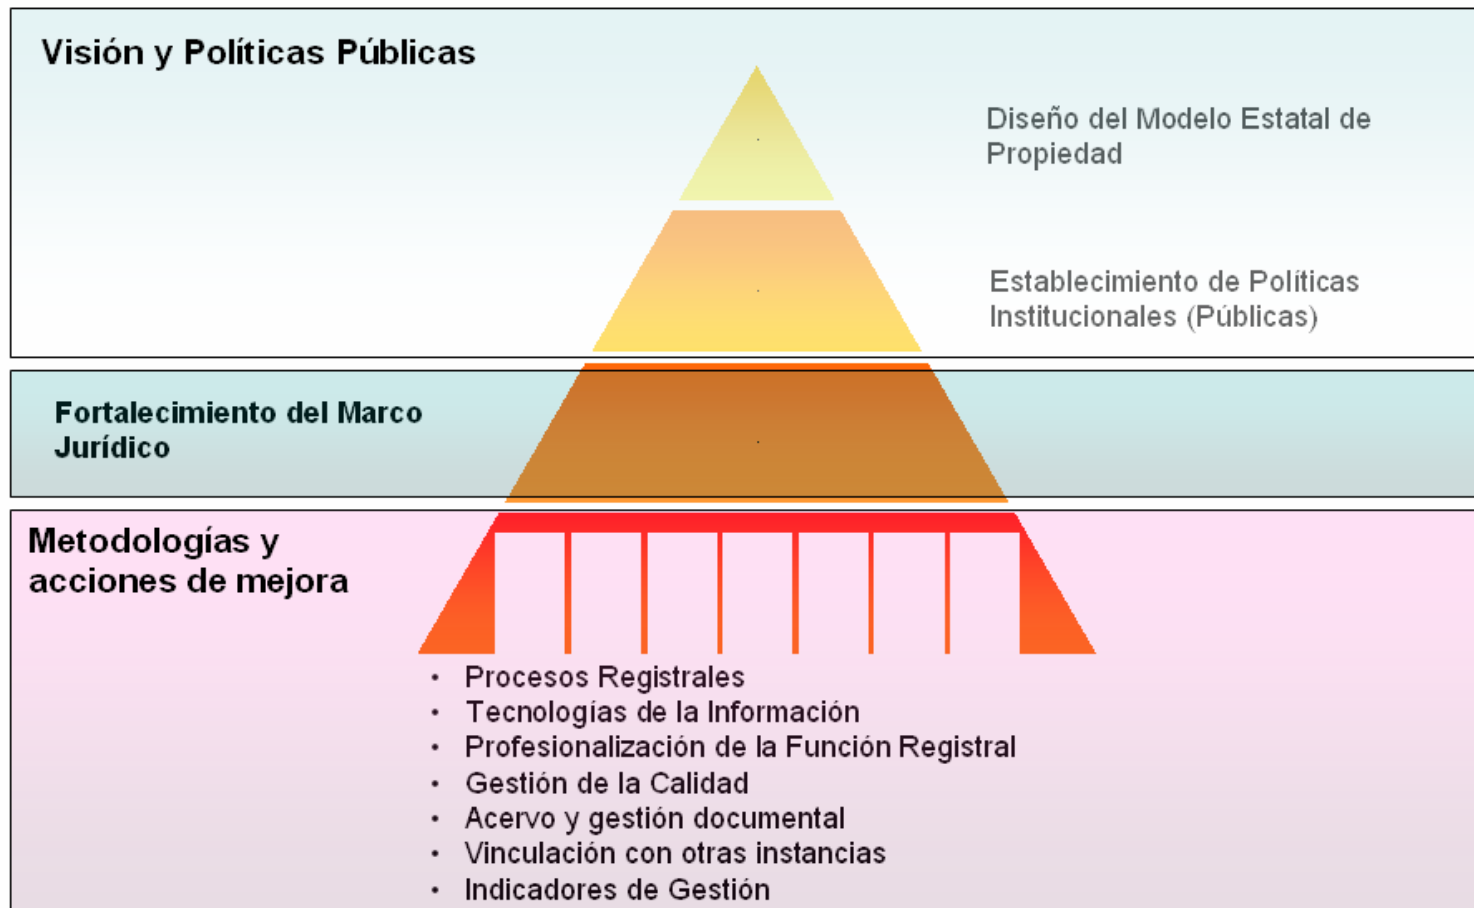 Visión y Políticas Públicas
Diseño del Modelo Estatal de
Propiedad
Establecimiento de Políticas
Institucionales (Públicas)
Fortalecimiento del Marco
Jurídico
Metodologías y
acciones de mejora
• Procesos Registrales
• Tecnologías de la Información
• Profesionalización de la Función Registral
• Gestión de la Calidad
• Acervo y gestión documental
• Vinculación con otras instancias
• Indicadores de Gestión